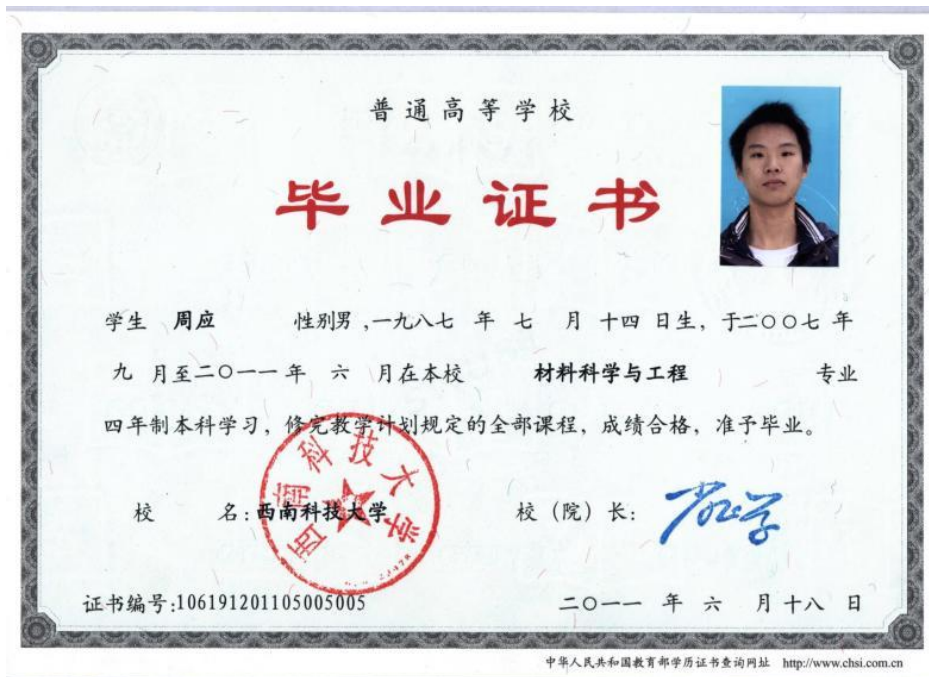 普通高等学校
毕业证书
学生 周应 性别男,一九八七 年 七 月 十四 日生，于二〇〇七 年
九 月至二〇一一 年 六 月在本校 材料科学与工程 专业
四年制本科学习，修完教学计划规定的全部课程，成绩合格，准予毕业。
西南科技大学
校 名:西南科技大学 校（院）长:
证书编号:106191201105005005 二〇一一 年 六 月 十八 日
中华人民共和国教育部学历证书查询网址 http://www.chsi.com.cn